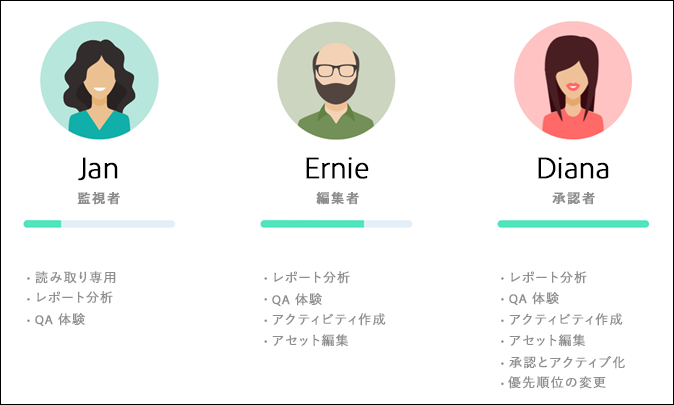 Jan
監視者
・読み取り専用
・レポート分析
・QA 体験
Ernie
編集者
・レポート分析
・QA 体験
・アクティビティ作成
・アセット編集
Diana
承認者
・レポート分析
・QA 体験
・アクティビティ作成
・アセット編集
・承認とアクティブ化
・優先順位の変更